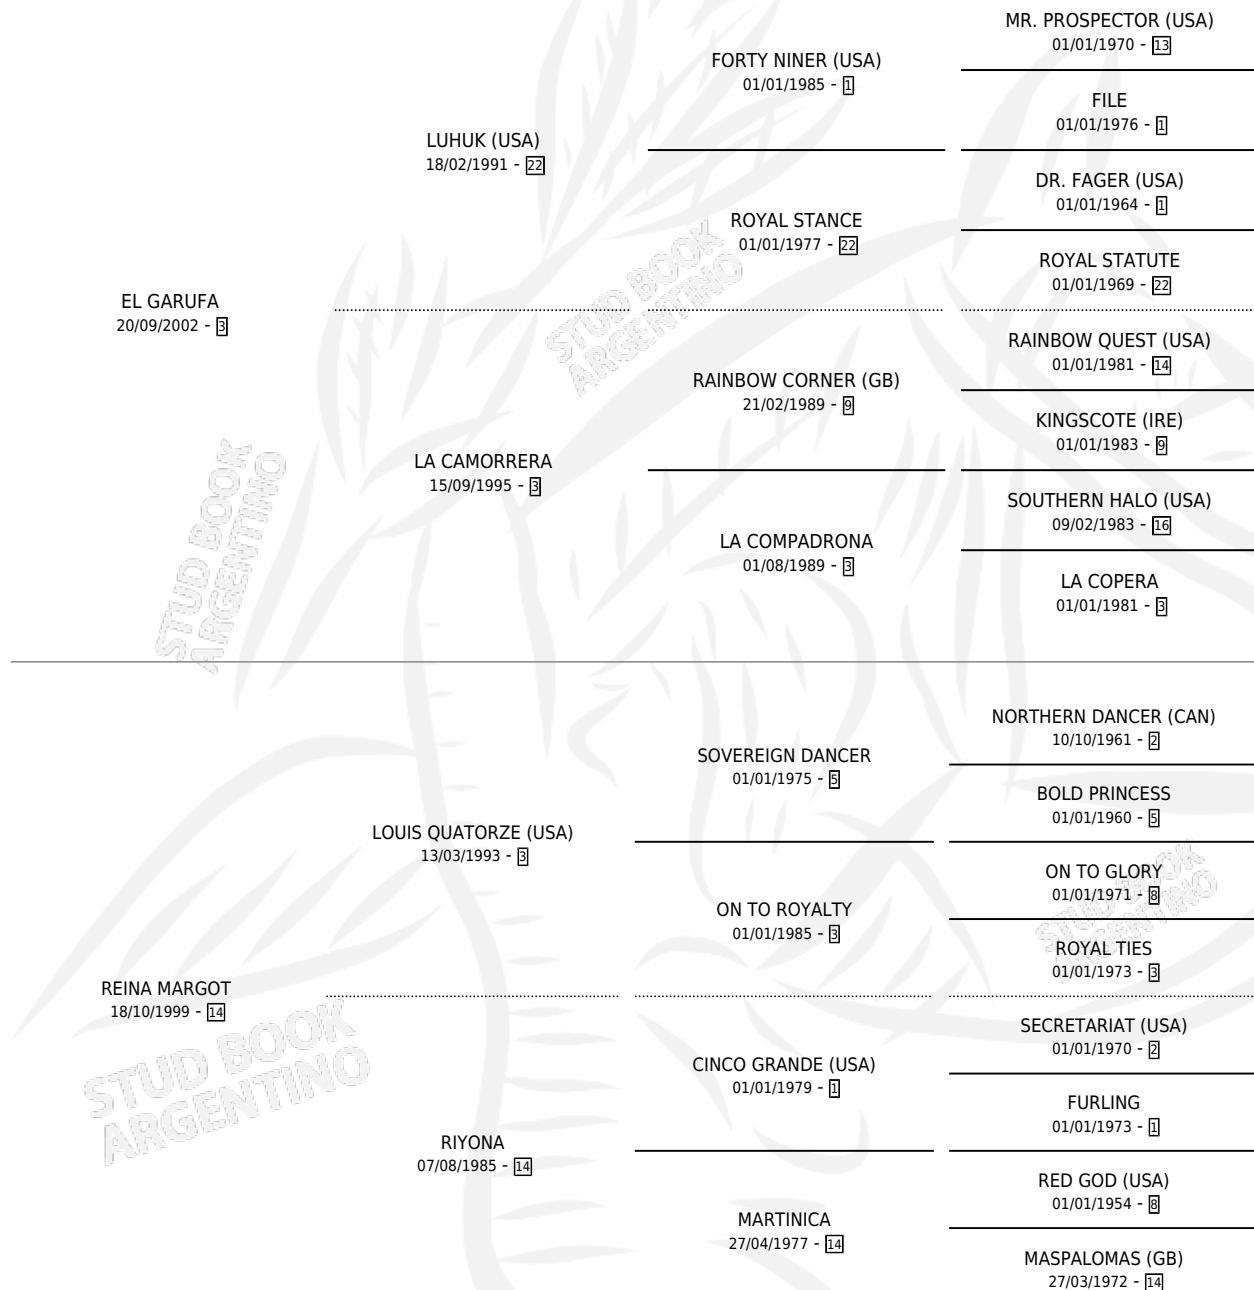 MR. PROSPECTOR (USA)
01/01/1970 - 13
FORTY NINER (USA)
01/01/1985 - 1
FILE
01/01/1976 - 1
LUHUK (USA)
18/02/1991 - 22
DR. FAGER (USA)
01/01/1964 - 1
ROYAL STANCE
01/01/1977 - 22
ROYAL STATUTE
01/01/1969 - 22
EL GARUFA
20/09/2002 - 3
RAINBOW QUEST (USA)
01/01/1981 - 14
RAINBOW CORNER (GB)
21/02/1989 - 9
KINGSCOTE (IRE)
01/01/1983 - 9
LA CAMORRERA
15/09/1995 - 3
SOUTHERN HALO (USA)
09/02/1983 - 16
LA COMPADRONA
01/08/1989 - 3
LA COPERA
01/01/1981 - 3
NORTHERN DANCER (CAN)
10/10/1961 - 2
SOVEREIGN DANCER
01/01/1975 - 5
BOLD PRINCESS
01/01/1960 - 5
LOUIS QUATORZE (USA)
13/03/1993 - 3
ON TO GLORY
01/01/1971 - 8
ON TO ROYALTY
01/01/1985 - 3
ROYAL TIES
01/01/1973 - 3
REINA MARGOT
18/10/1999 - 14
SECRETARIAT (USA)
01/01/1970 - 2
CINCO GRANDE (USA)
01/01/1979 - 1
FURLING
01/01/1973 - 1
RIYONA
07/08/1985 - 14
RED GOD (USA)
01/01/1954 - 8
MARTINICA
27/04/1977 - 14
MASPALOMAS (GB)
27/03/1972 - 14
STUD BOOK
ARGENTINO
STUD BOOK
ARGENTINO
STUD BOOK
ARGENTINO
STUD BOOK
ARGENTINO